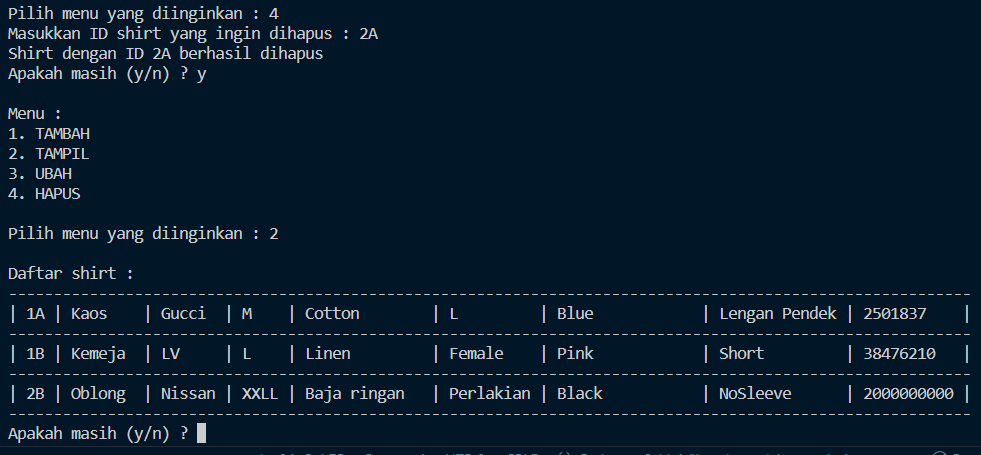 Pilih menu yang diinginkan : 4
Masukkan ID shirt yang ingin dihapus : 2A
Shirt dengan ID 2A berhasil dihapus
Apakah masih (y/n) ? y
Menu :
1. TAMBAH
2. TAMPIL
3. UBAH
4. HAPUS
Pilih menu yang diinginkan : 2
Daftar shirt :
| 1A | Kaos | Gucci | M | Cotton | L | Blue | Lengan Pendek | 2501837 |
| 1B | Kemeja | LV | L | Linen | Female | Pink | Short | 38476210 |
| 2B | Oblong | Nissan | XXLL | Baja ringan | Perlakian | Black | NoSleeve | 2000000000 |
Apakah masih (y/n) ?